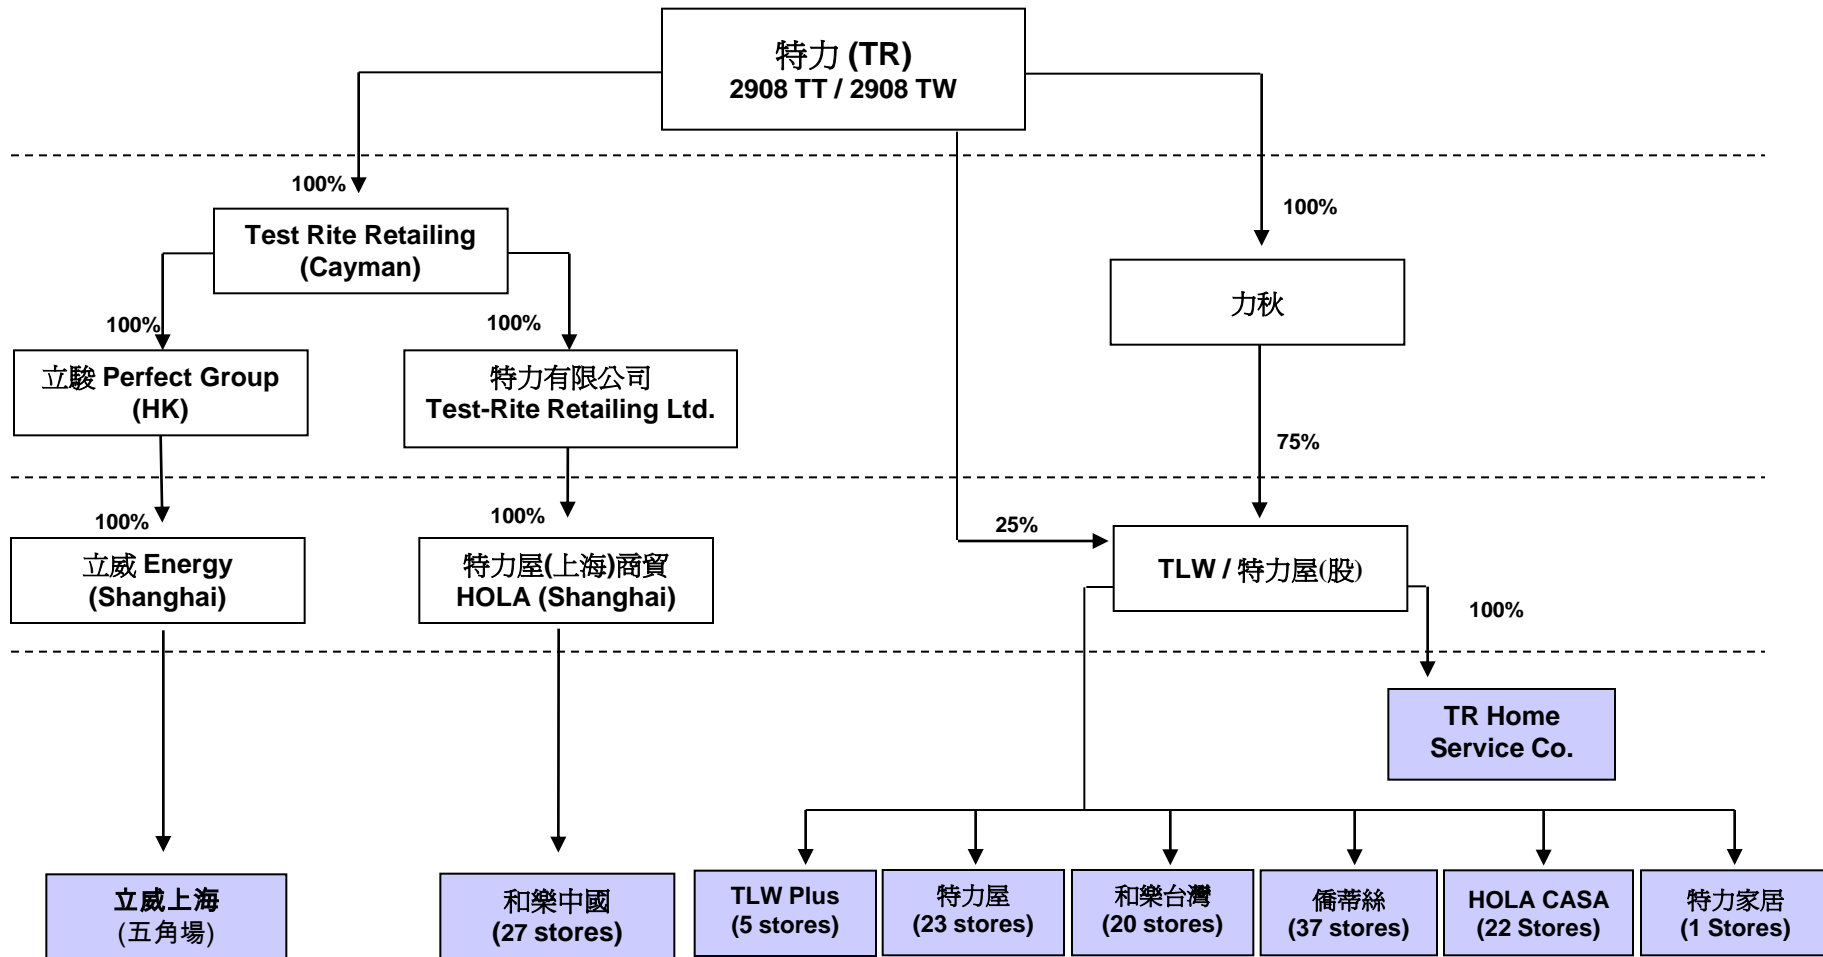 特力 (TR)
2908 TT / 2908 TW
100%
100%
Test Rite Retailing
(Cayman)
力秋
100%
100%
立駿 Perfect Group
(HK)
特力有限公司
Test-Rite Retailing Ltd.
75%
100%
100%
25%
立威 Energy
(Shanghai)
特力屋(上海)商貿
HOLA (Shanghai)
TLW / 特力屋(股)
100%
TR Home
Service Co.
立威上海
(五角場)
和樂中國
(27 stores)
TLW Plus
(5 stores)
特力屋
(23 stores)
和樂台灣
(20 stores)
僑蒂絲
(37 stores)
HOLA CASA
(22 Stores)
特力家居
(1 Stores)